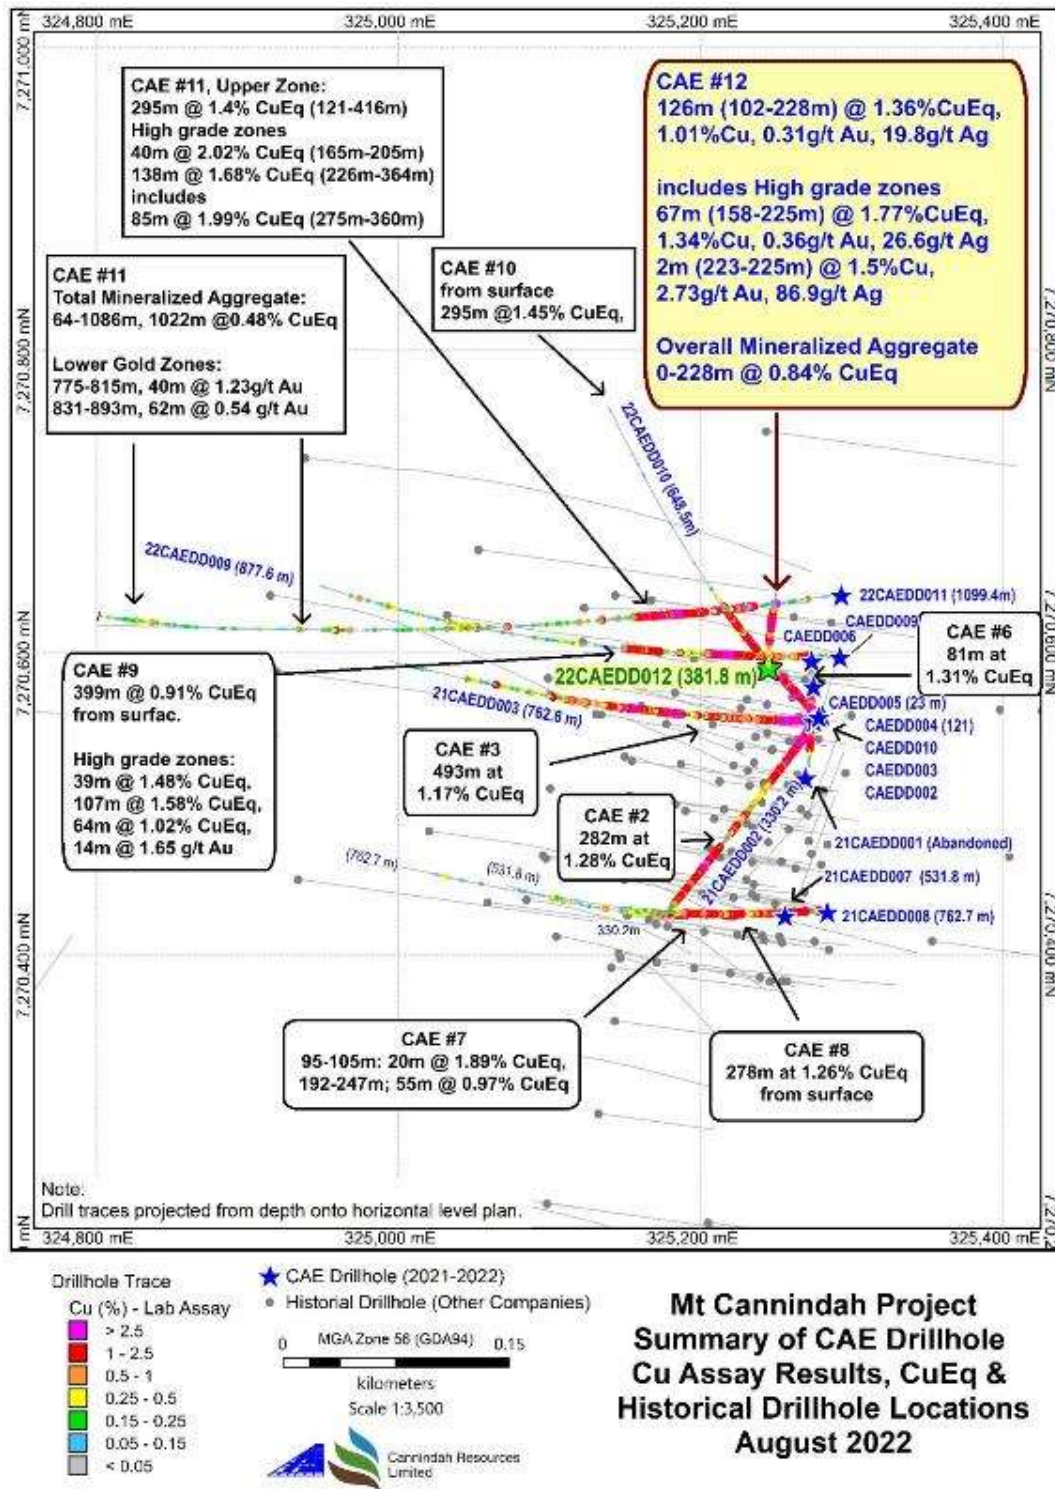 324,800 mE
325,000 mE
325,200 mE
325,400 mE
7,271,000 mN
CAE #11, Upper Zone:
295m @ 1.4% CuEq (121-416m)
High grade zones
40m @ 2.02% CuEq (165m-205m)
138m @ 1.68% CuEq (226m-364m)
includes
85m @ 1.99% CuEq (275m-360m)
CAE #12
126m (102-228m) @ 1.36%CuEq,
1.01%Cu, 0.31g/t Au, 19.8g/t Ag
includes High grade zones
67m (158-225m) @ 1.77%CuEq,
1.34%Cu, 0.36g/t Au, 26.6g/t Ag
2m (223-225m) @ 1.5%Cu,
2.73g/t Au, 86.9g/t Ag
Overall Mineralized Aggregate
0-228m @ 0.84% CuEq
CAE #11
Total Mineralized Aggregate:
64-1086m, 1022m @0.48% CuEq
Lower Gold Zones:
775-815m, 40m @ 1.23g/t Au
831-893m, 62m @ 0.54 g/t Au
CAE #10
from surface
295m @1.45% CuEq,
7,270,800 mN
7,270,800 mN
22CAEDD010 (648.5m)
22CAEDD009 (877.6 m)
22CAEDD011 (1099.4m)
CAEDD009
CAEDD006
7,270,600 mN
7,270,600 mN
CAE #6
81m at
1.31% CuEq
22CAEDD012 (381.8 m)
CAE #9
399m @ 0.91% CuEq
from surfac.
High grade zones:
39m @ 1.48% CuEq,
107m @ 1.58% CuEq,
64m @ 1.02% CuEq,
14m @ 1.65 g/t Au
21CAEDD003 (762.6 m)
CAEDD005 (23 m)
CAEDD004 (121)
CAEDD010
CAEDD003
CAEDD002
CAE #3
493m at
1.17% CuEq
CAE #2
282m at
1.28% CuEq
21CAEDD002 (330.2 m)
21CAEDD001 (Abandoned)
21CAEDD007 (531.8 m)
21CAEDD008 (762.7 m)
(762.7 m)
(531.8 m)
330.2m
7,270,400 mN
7,270,400 mN
CAE #7
95-105m: 20m @ 1.89% CuEq,
192-247m; 55m @ 0.97% CuEq
CAE #8
278m at 1.26% CuEq
from surface
Note:
Drill traces projected from depth onto horizontal level plan.
7,270,2
324,800 mE
325,000 mE
325,200 mE
325,400 mE
Drillhole Trace
Cu (%) - Lab Assay
> 2.5
1 - 2.5
0.5 - 1
0.25 - 0.5
0.15 - 0.25
0.05 - 0.15
< 0.05
CAE Drillhole (2021-2022)
Historial Drillhole (Other Companies)
0 MGA Zone 56 (GDA94) 0.15
kilometers
Scale 1:3,500
Cannindah Resources
Limited
Mt Cannindah Project
Summary of CAE Drillhole
Cu Assay Results, CuEq &
Historical Drillhole Locations
August 2022